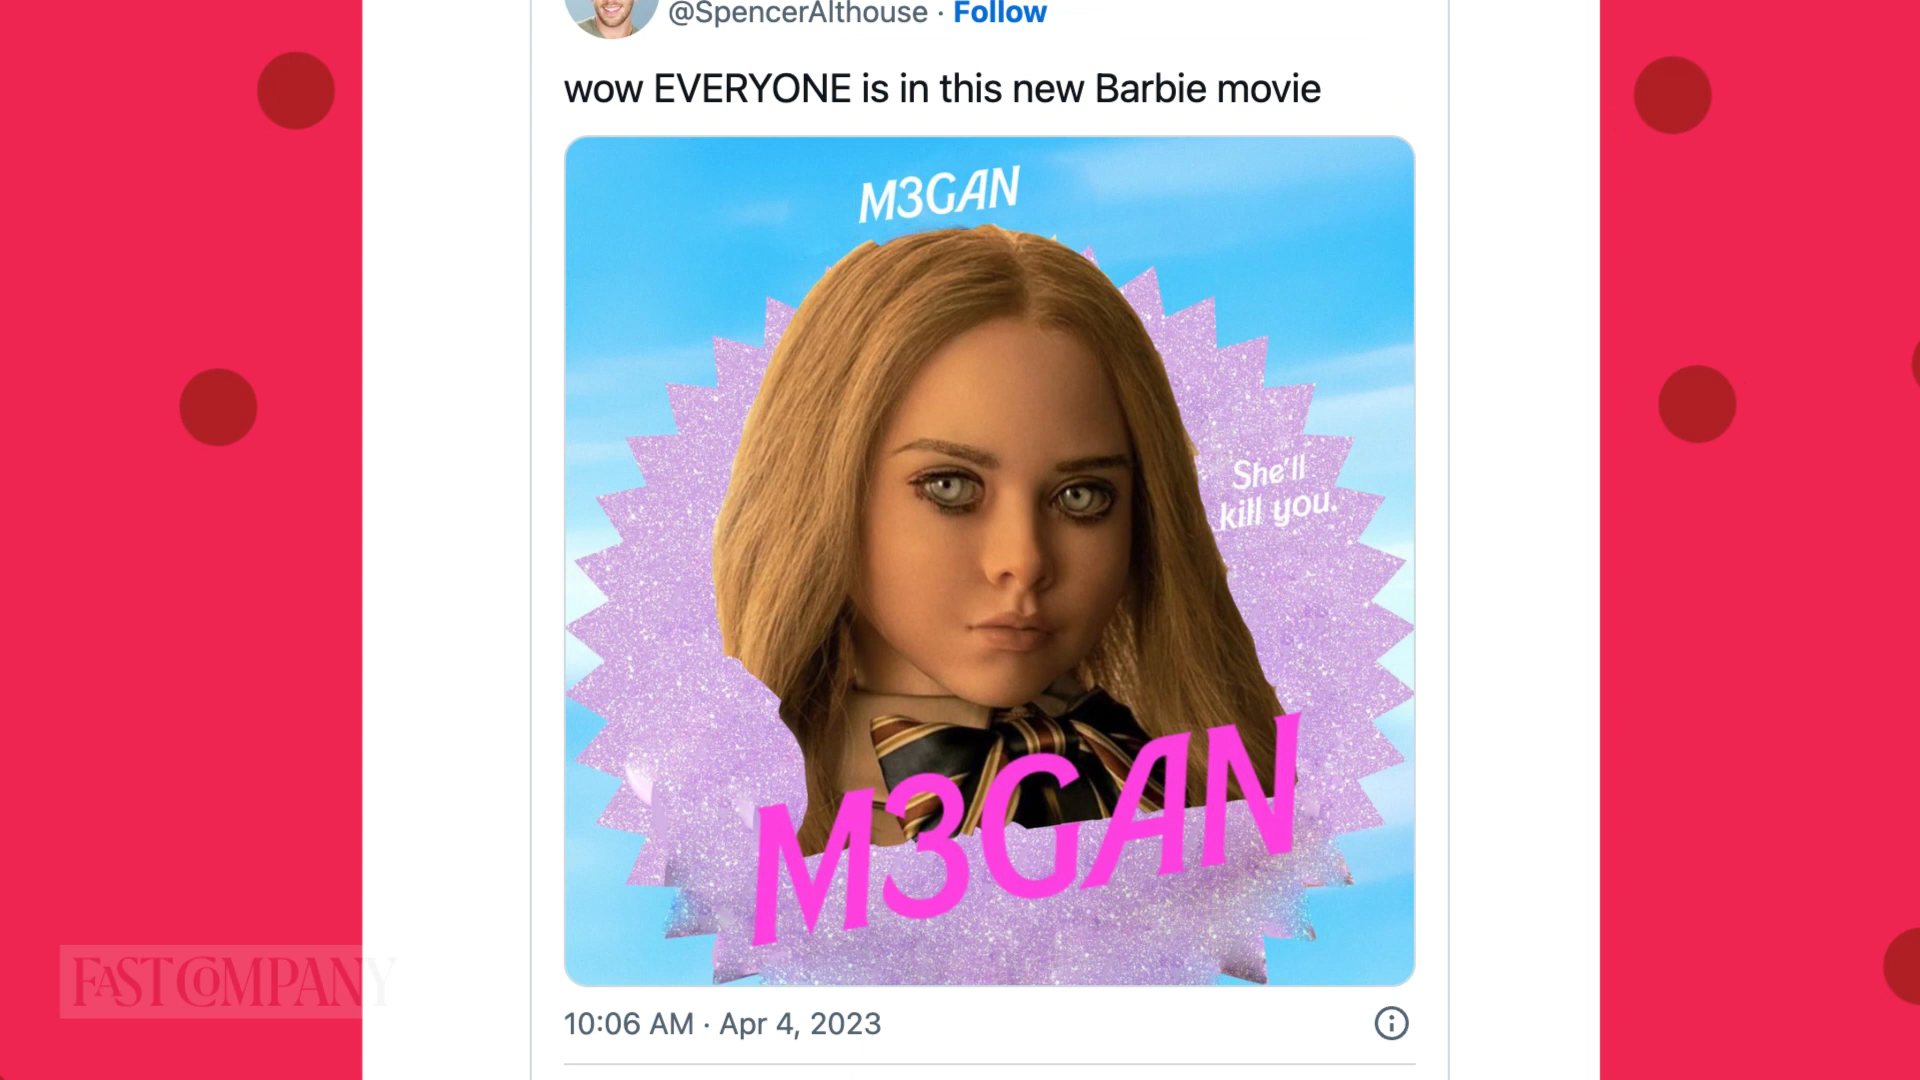 @SpencerAlthouse · Follow
wow EVERYONE is in this new Barbie movie
M3GAN
She'll
kill you.
M3GAN
FAST COMPANY
10:06 AM · Apr 4, 2023